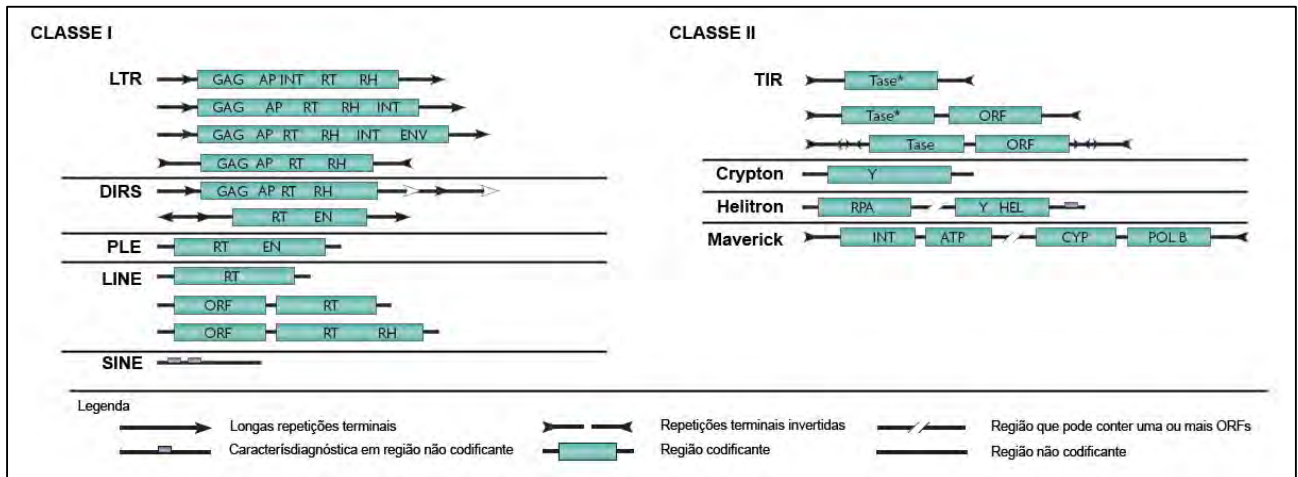 CLASSE I
LTR
GAG AP INT RT RH
GAG AP RT RH INT
GAG AP RT RH INT ENV
GAG AP RT RH
DIRS
GAG AP RT RH
RT EN
PLE
RT EN
LINE
RT
ORF RT
ORF RT RH
SINE
CLASSE II
TIR
Tase*
Tase* ORF
Tase ORF
Crypton
Y
Helitron
RPA Y HEL
Maverick
INT ATP CYP POL B
Legenda
Longas repetições terminais
Repetições terminais invertidas
Região que pode conter uma ou mais ORFs
Caracterísdiagnóstica em região não codificante
Região codificante
Região não codificante